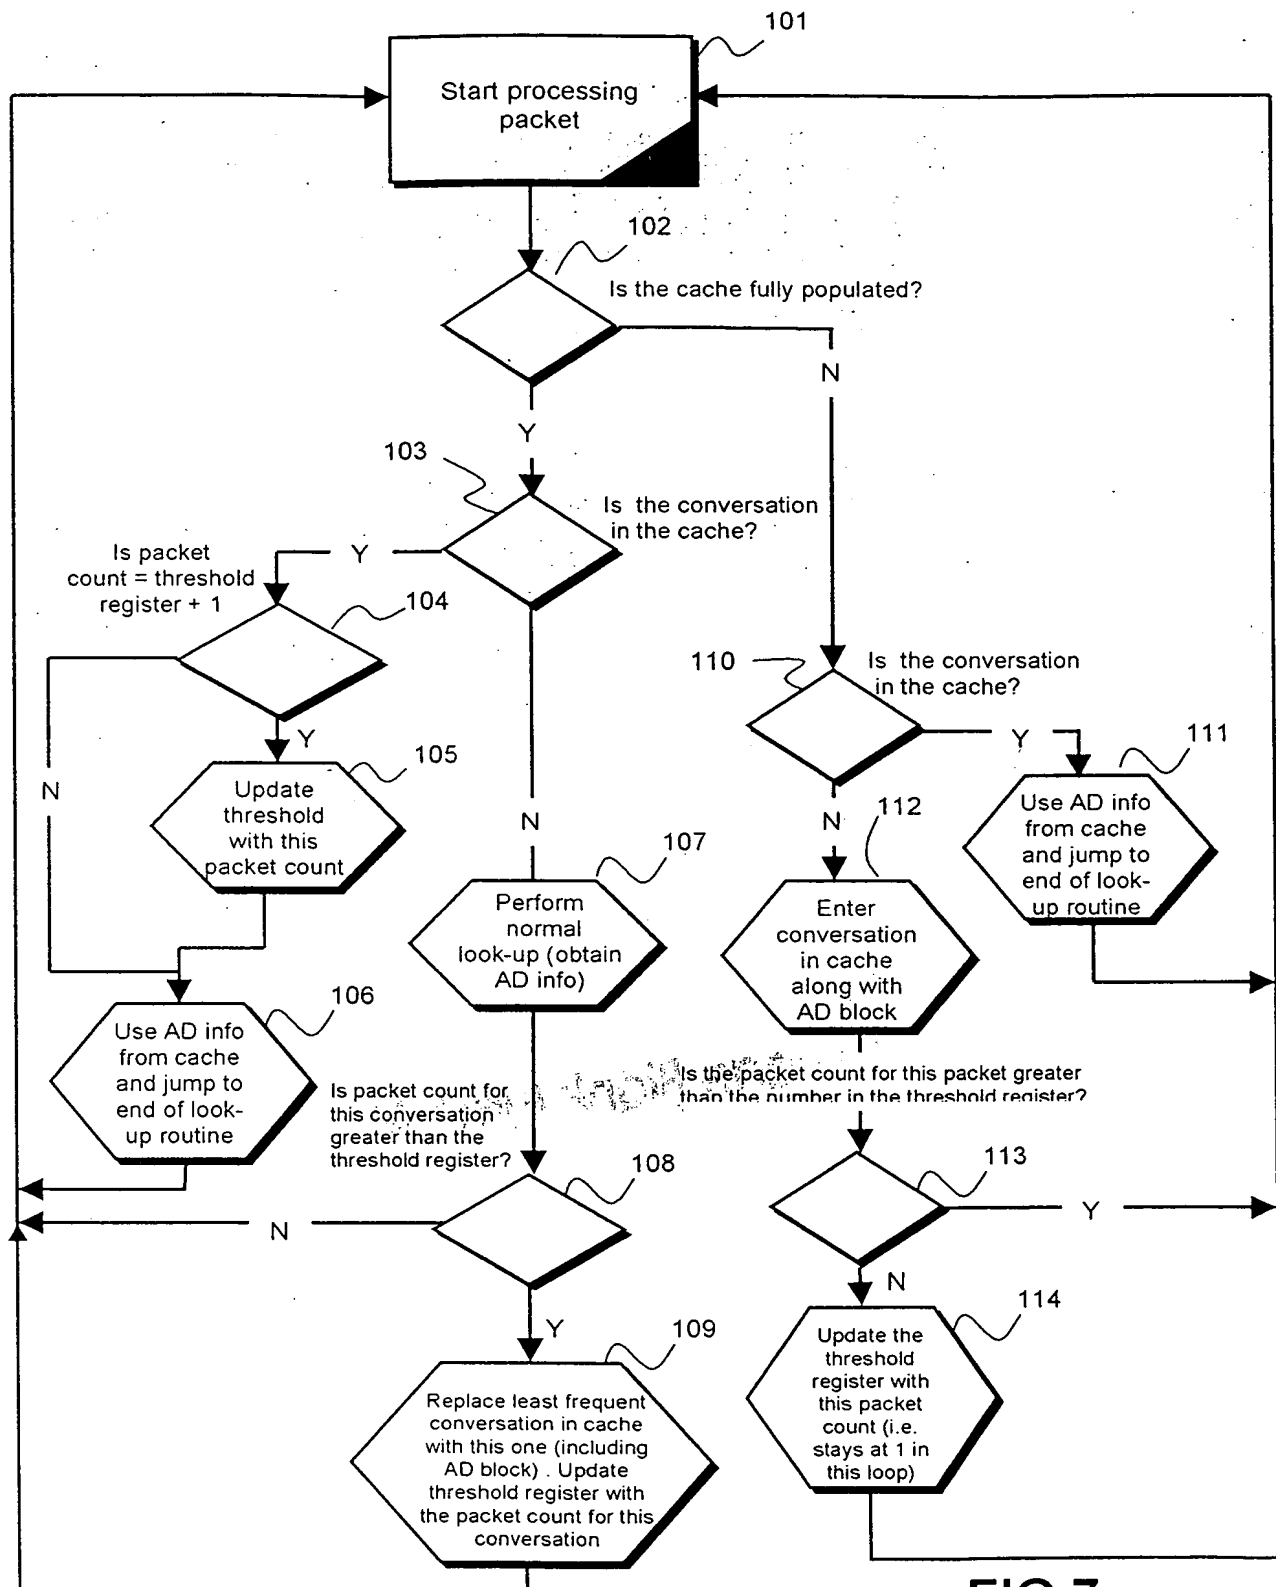 101
Start processing
packet
102
Is the cache fully populated?
N
Y
103
Is the conversation
in the cache?
Y
Is packet
count = threshold
register + 1
104
110
Is the conversation
in the cache?
Y
105
Y
111
N
Update
threshold
with this
packet count
N
N
112
107
Use AD info
from cache
and jump to
end of look-
up routine
Perform
normal
look-up (obtain
AD info)
Enter
conversation
in cache
along with
AD block
106
Use AD info
from cache
and jump to
end of look-
up routine
Is packet count for
this conversation
greater than the
threshold register?
Is the packet count for this packet greater
than the number in the threshold register?
108
113
N
Y
Y
N
109
114
Replace least frequent
conversation in cache
with this one (including
AD block) . Update
threshold register with
the packet count for this
conversation
Update the
threshold
register with
this packet
count (i.e.
stays at 1 in
this loop)